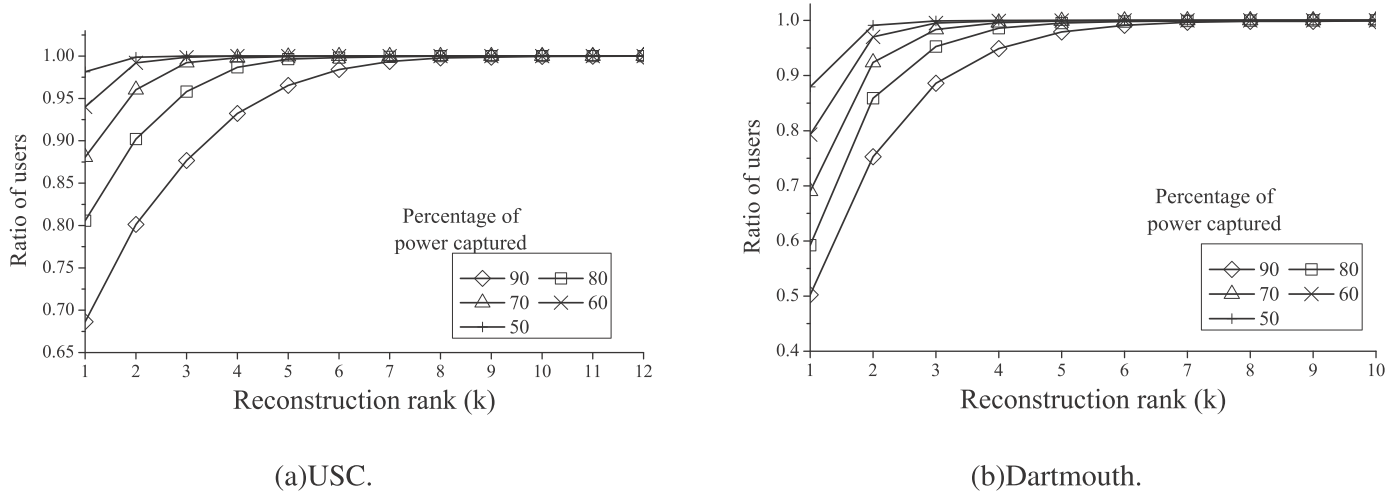 1.00
0.95
0.90
0.85
0.80
0.75
0.70
0.65
Ratio of users
1 2 3 4 5 6 7 8 9 10 11 12
Reconstruction rank (k)
Percentage of
power captured
90 80
70 60
50
(a)USC.
1.0
0.9
0.8
0.7
0.6
0.5
0.4
Ratio of users
1 2 3 4 5 6 7 8 9 10
Reconstruction rank (k)
Percentage of
power captured
90 80
70 60
50
(b)Dartmouth.